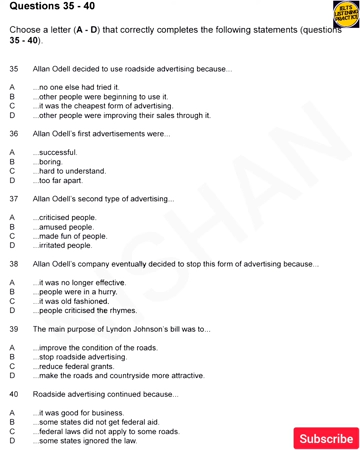 Questions 35 - 40
IELTS
LISTENING
PRACTICE
Choose a letter (A - D) that correctly completes the following statements (questions
35 - 40).
35 Allan Odell decided to use roadside advertising because...
A ...no one else had tried it.
B ...other people were beginning to use it.
C ...it was the cheapest form of advertising.
D ...other people were improving their sales through it.
36 Allan Odell's first advertisements were...
A ...successful.
B ...boring.
C ...hard to understand.
D ...too far apart.
37 Allan Odell's second type of advertising...
A ...criticised people.
B ...amused people.
C ...made fun of people.
D ...irritated people.
38 Allan Odell's company eventually decided to stop this form of advertising because...
A ...it was no longer effective.
B ...people were in a hurry.
C ...it was old fashioned.
D ...people criticised the rhymes.
39 The main purpose of Lyndon Johnson's bill was to...
A ...improve the condition of the roads.
B ...stop roadside advertising.
C ...reduce federal grants.
D ...make the roads and countryside more attractive.
40 Roadside advertising continued because...
A ...it was good for business.
B ...some states did not get federal aid.
C ...federal laws did not apply to some roads.
D ...some states ignored the law.
Subscribe